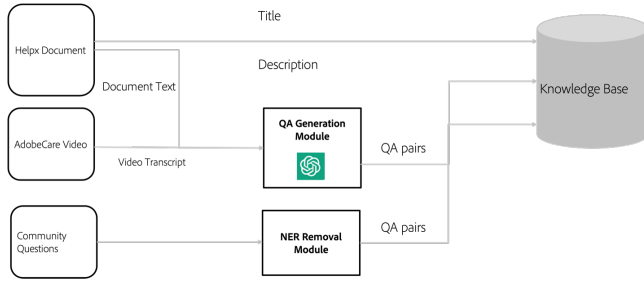 Title
Helpx Document
Description
Document Text
Knowledge Base
QA Generation
Module
AdobeCare Video
Video Transcript
QA pairs
Community
Questions
NER Removal
Module
QA pairs